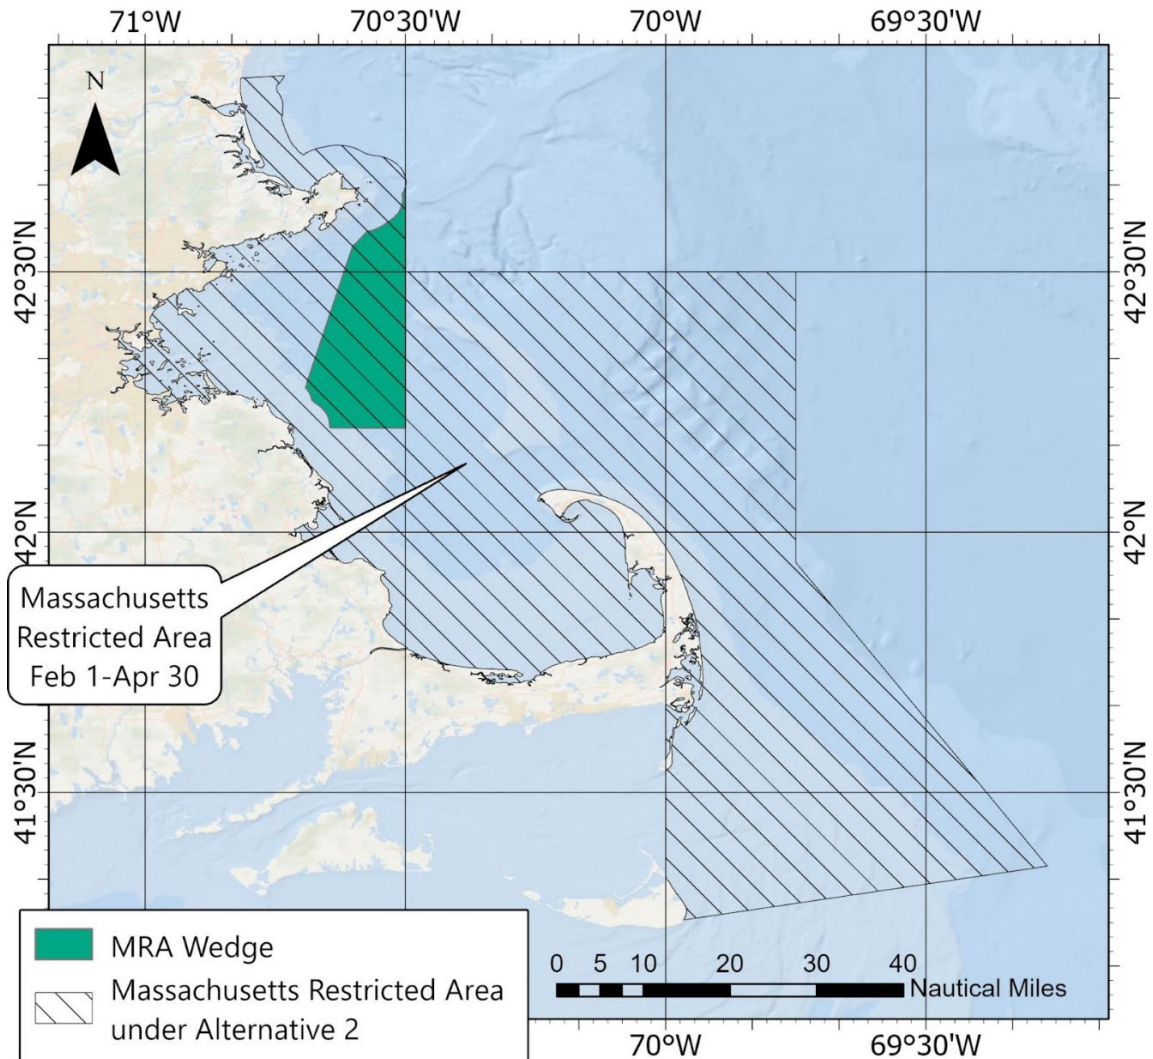 71°W 70°30'W 70°W 69°30'W
N
42°30'N 42°30'N
42°N 42°N
Massachusetts
Restricted Area
Feb 1-Apr 30
41°30'N 41°30'N
MRA Wedge
Massachusetts Restricted Area
under Alternative 2
0 5 10 20 30 40
Nautical Miles
70°W 69°30'W